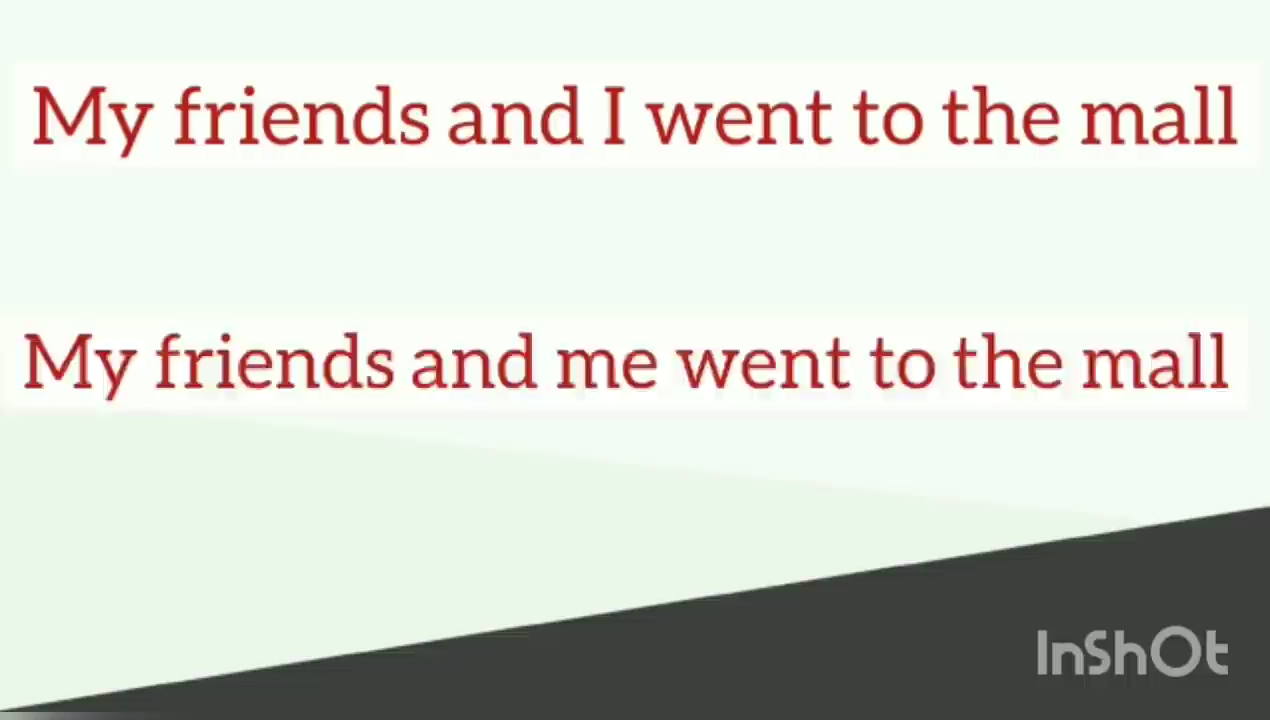 My friends and I went to the mall
My friends and me went to the mall
InShOt